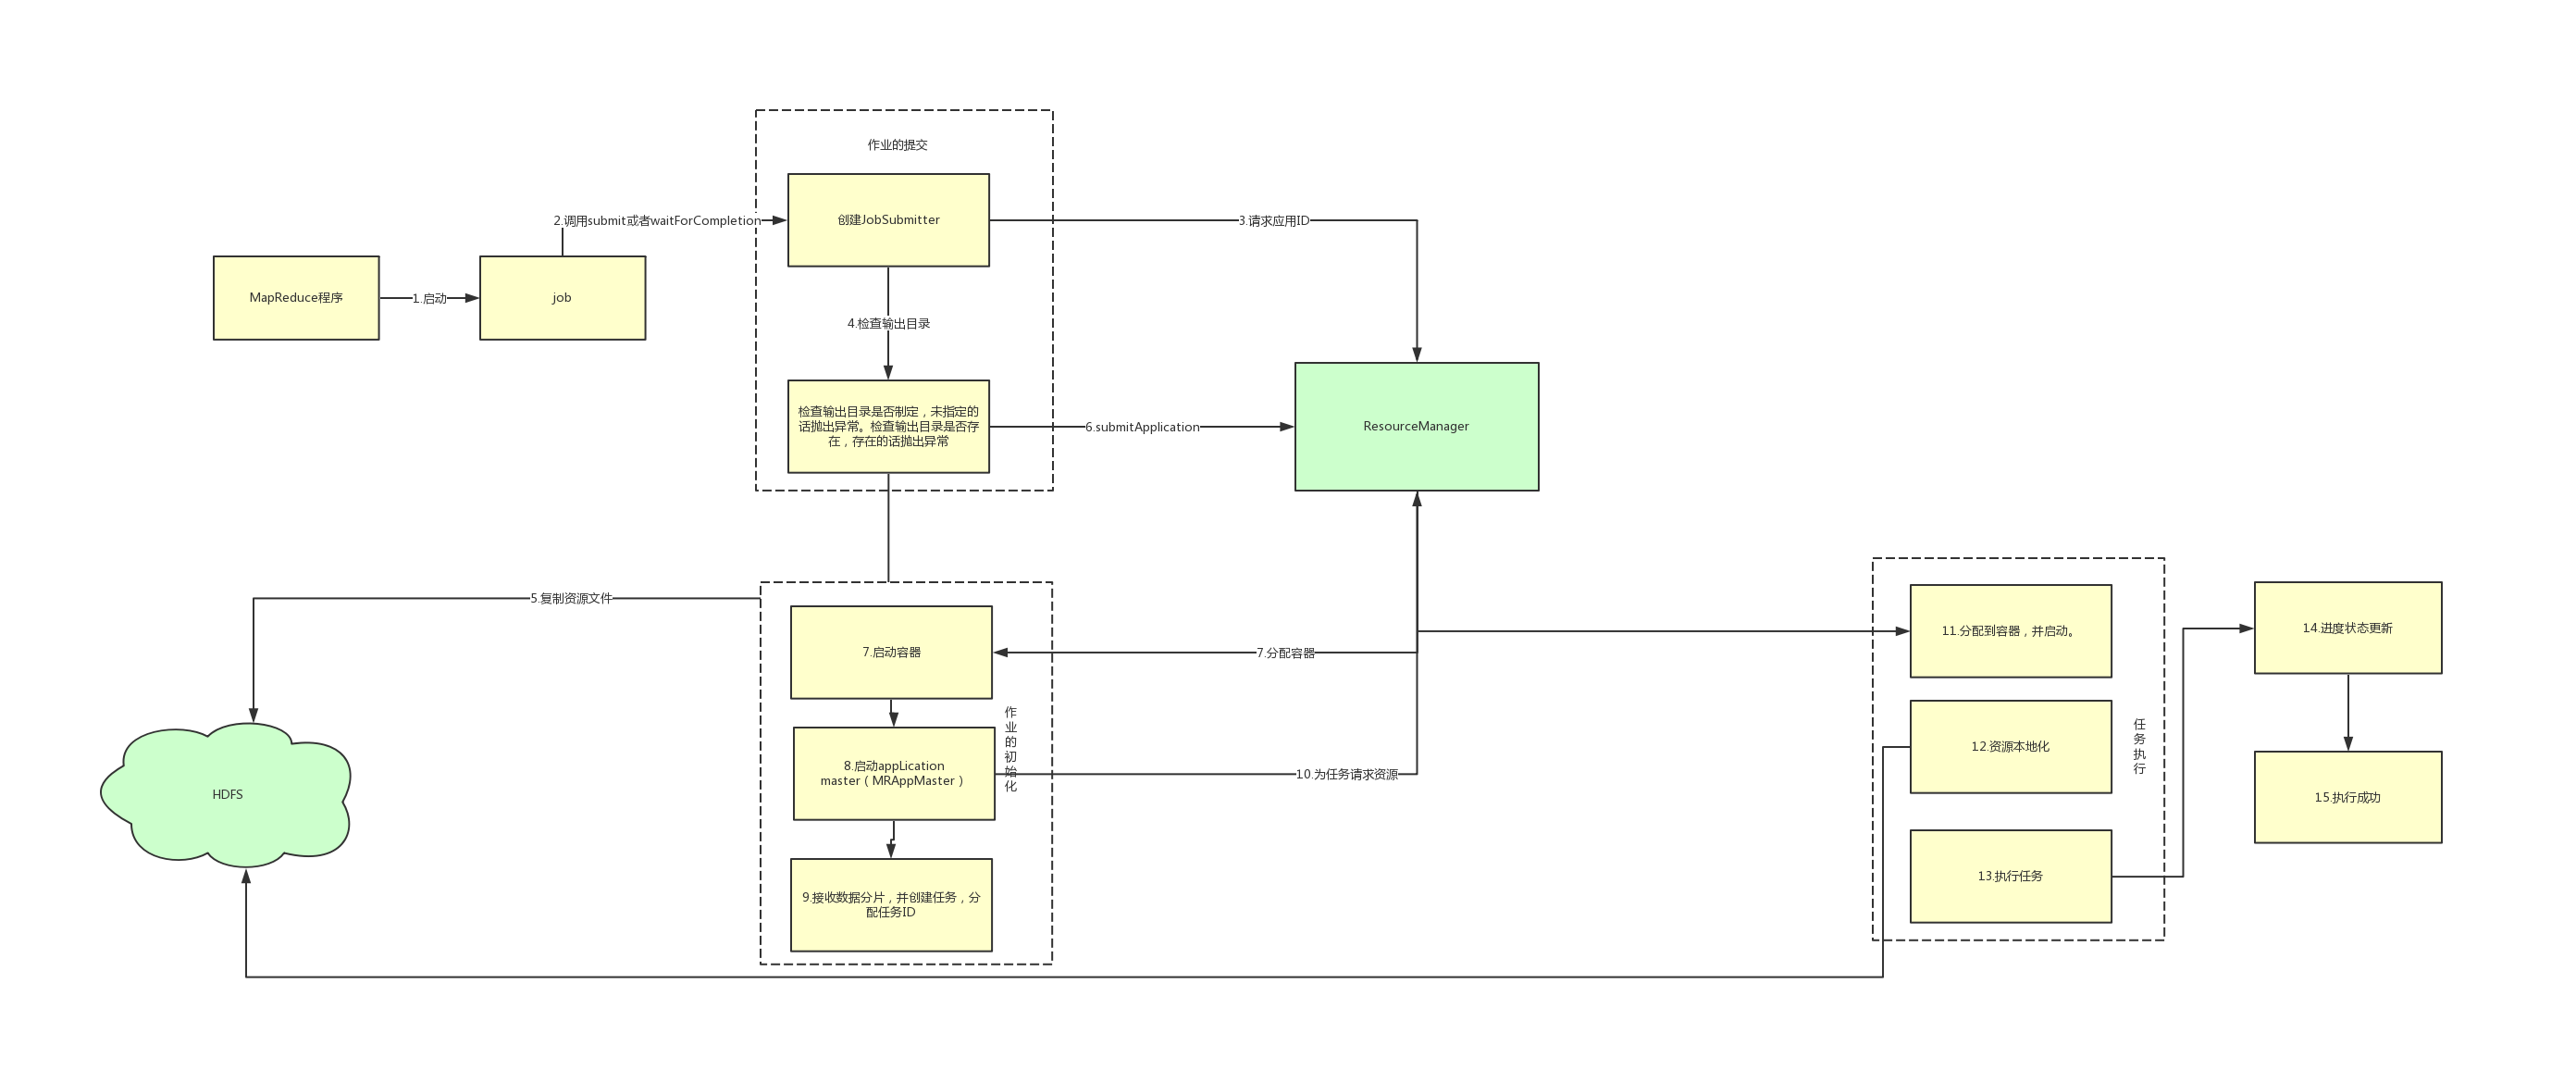 作业的提交
创建JobSubmitter
2.调用submit或者waitForCompletion
3.请求应用ID
MapReduce程序
1.启动
job
4.检查输出目录
检查输出目录是否制定，未指定的
话抛出异常。检查输出目录是否存
在，存在的话抛出异常
6.submitApplication
ResourceManager
5.复制资源文件
7.启动容器
7.分配容器
作业的初始化
8.启动appLication
master（MRAppMaster）
10.为任务请求资源
9.接收数据分片，并创建任务，分
配任务ID
HDFS
11.分配到容器，并启动。
12.资源本地化
任务执行
13.执行任务
14.进度状态更新
15.执行成功